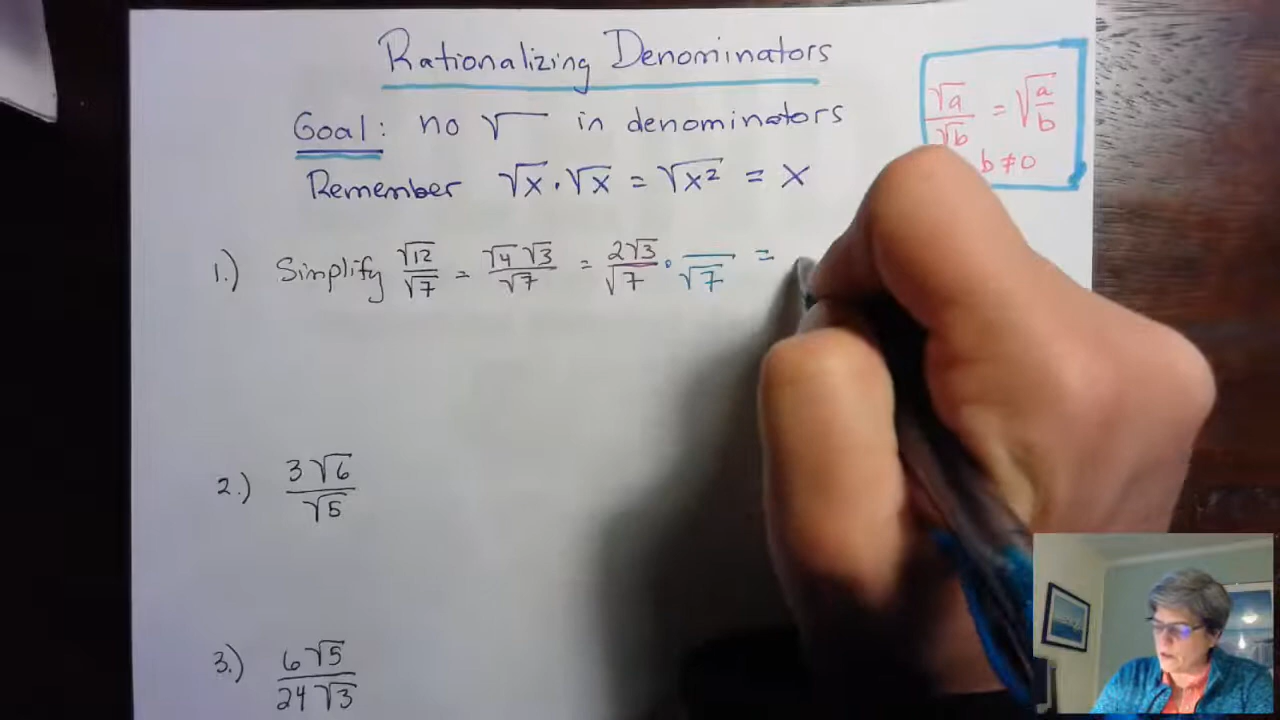 Rationalizing Denominators
Goal: no √ in denominators
√a/√b = √(a/b)
b ≠ 0
Remember √x · √x = √x² = x
1.) Simplify √12/√7 = √4 √3/√7 = 2√3/√7 · /√7 =
2.) 3√6/√5
3.) 6√5/24√3